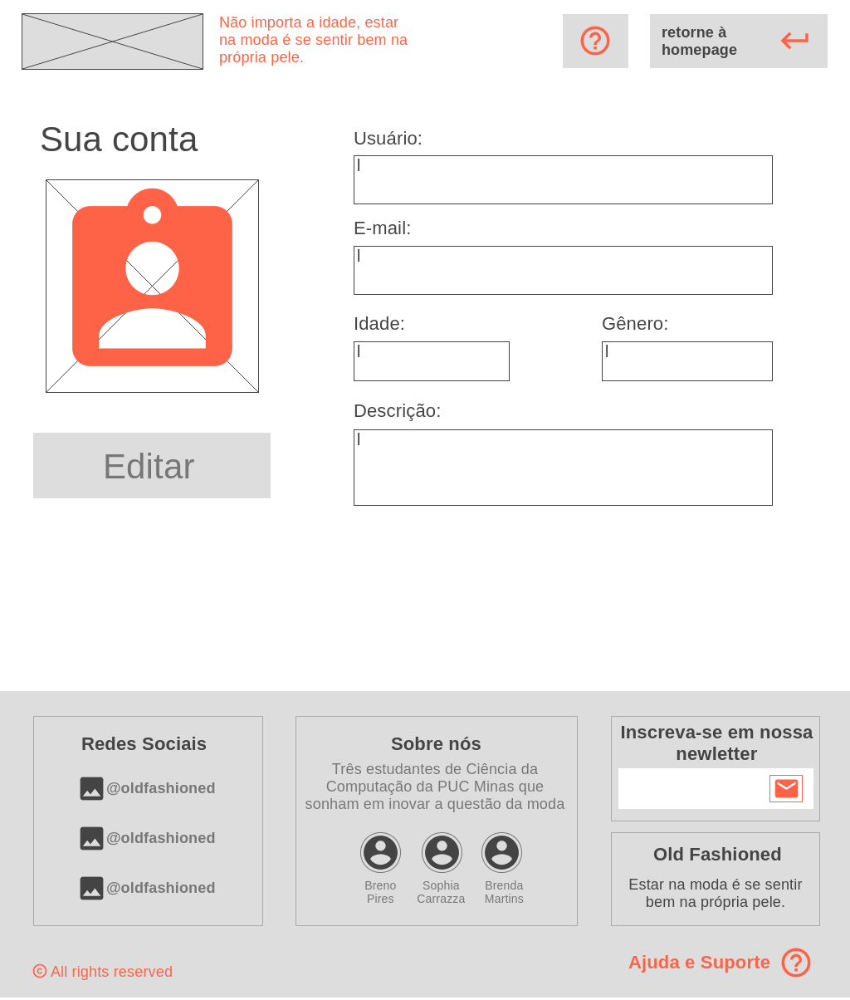 Não importa a idade, estar
na moda é se sentir bem na
própria pele.
retorne à
homepage
Sua conta
Usuário:
E-mail:
Idade:
Gênero:
Descrição:
Editar
Redes Sociais
@oldfashioned
@oldfashioned
@oldfashioned
Sobre nós
Três estudantes de Ciência da
Computação da PUC Minas que
sonham em inovar a questão da moda
Breno
Pires
Sophia
Carrazza
Brenda
Martins
Inscreva-se em nossa
newletter
Old Fashioned
Estar na moda é se sentir
bem na própria pele.
© All rights reserved
Ajuda e Suporte